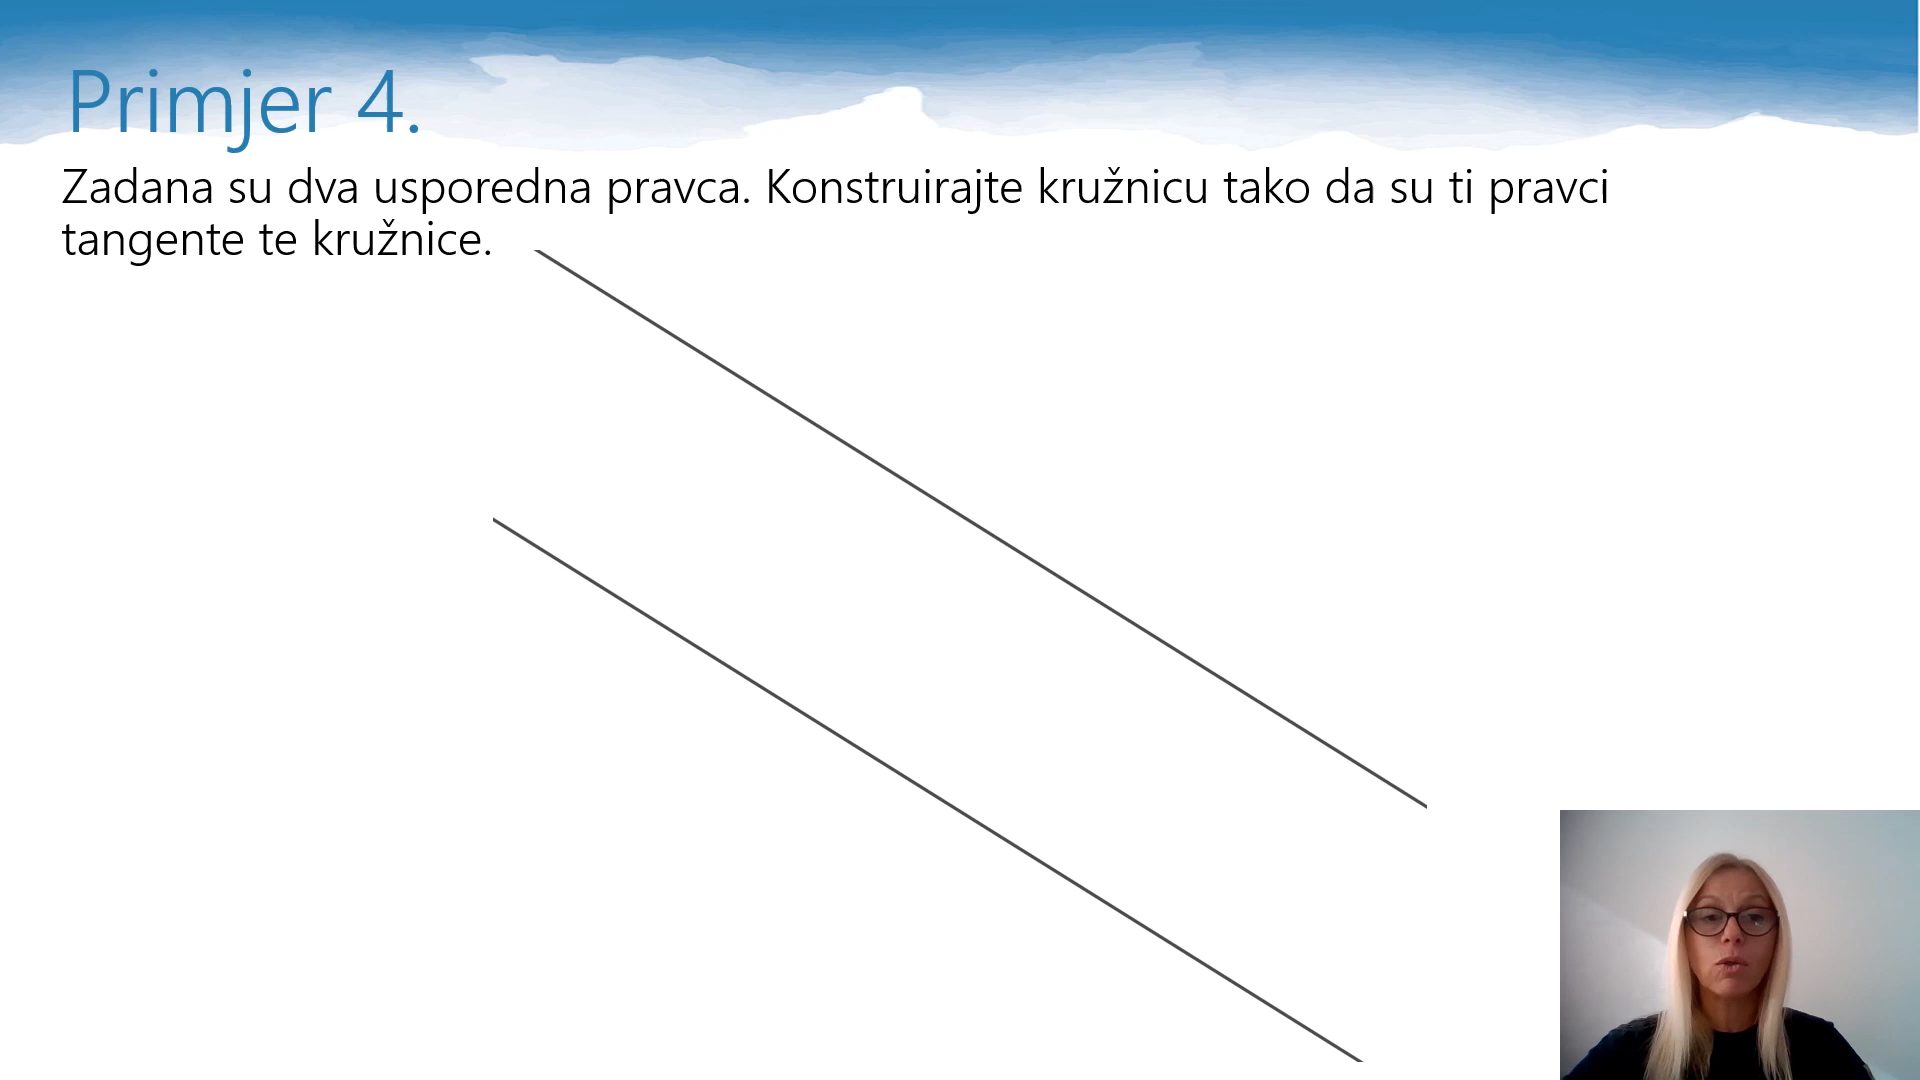 Primjer 4.
Zadana su dva usporedna pravca. Konstruirajte kružnicu tako da su ti pravci
tangente te kružnice.